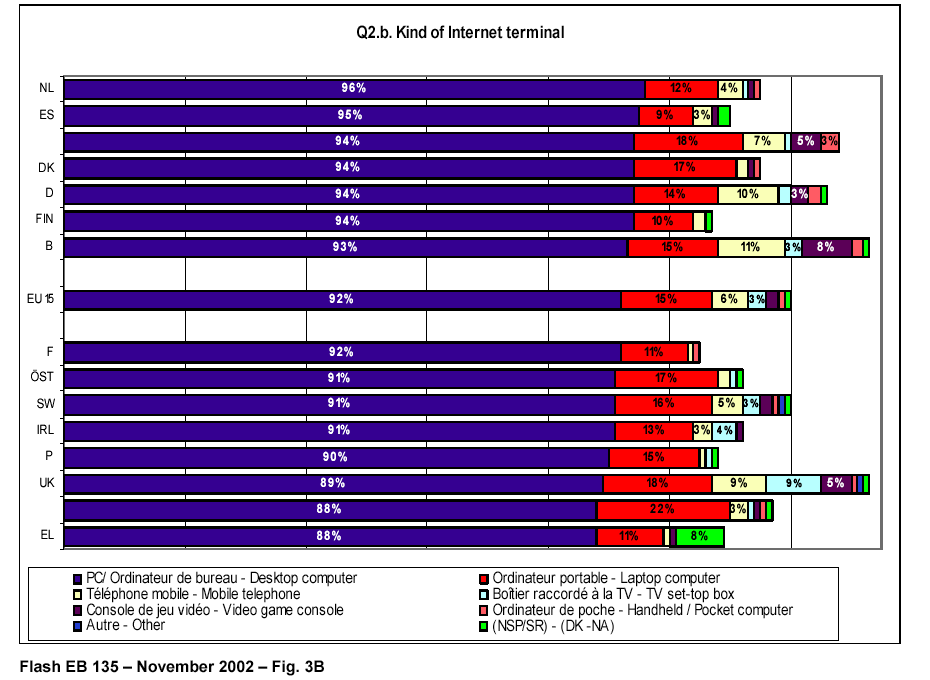 Q2.b. Kind of Internet terminal
NL 96% 12% 4%
ES 95% 9% 3%
94% 18% 7% 5% 3%
DK 94% 17%
D 94% 14% 10% 3%
FIN 94% 10%
B 93% 15% 11% 3% 8%
EU 15 92% 15% 6% 3%
F 92% 11%
ÖST 91% 17%
SW 91% 16% 5% 3%
IRL 91% 13% 3% 4%
P 90% 15%
UK 89% 18% 9% 9% 5%
88% 22% 3%
EL 88% 11% 8%
PC/ Ordinateur de bureau - Desktop computer
Ordinateur portable - Laptop computer
Téléphone mobile - Mobile telephone
Boîtier raccordé à la TV - TV set-top box
Console de jeu vidéo - Video game console
Ordinateur de poche - Handheld / Pocket computer
Autre - Other
(NSP/SR) - (DK -NA)
Flash EB 135 – November 2002 – Fig. 3B